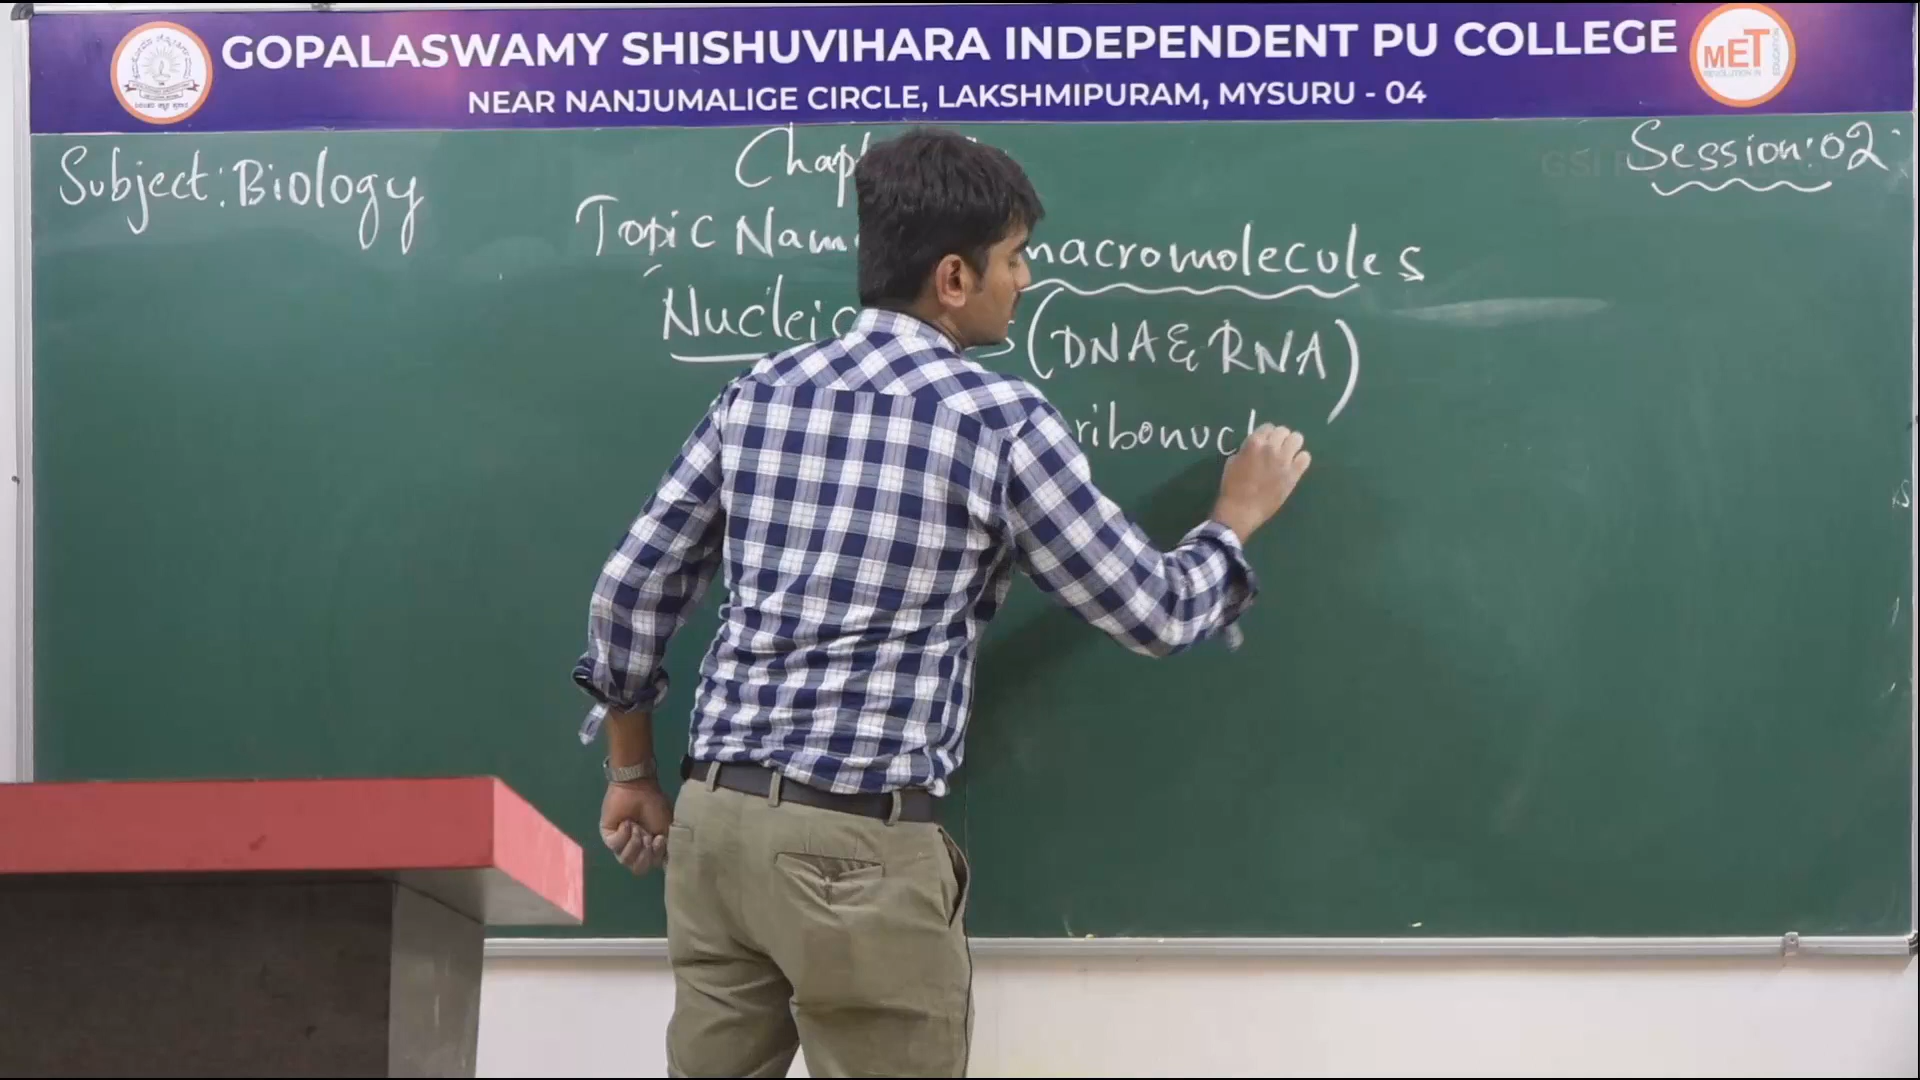 GOPALASWAMY SHISHUVIHARA INDEPENDENT PU COLLEGE
NEAR NANJUMALIGE CIRCLE, LAKSHMIPURAM, MYSURU - 04
MET
Subject: Biology
Chap
Session: 02
Topic Nam macromolecules
Nucleic s (DNA & RNA)
ribonucl